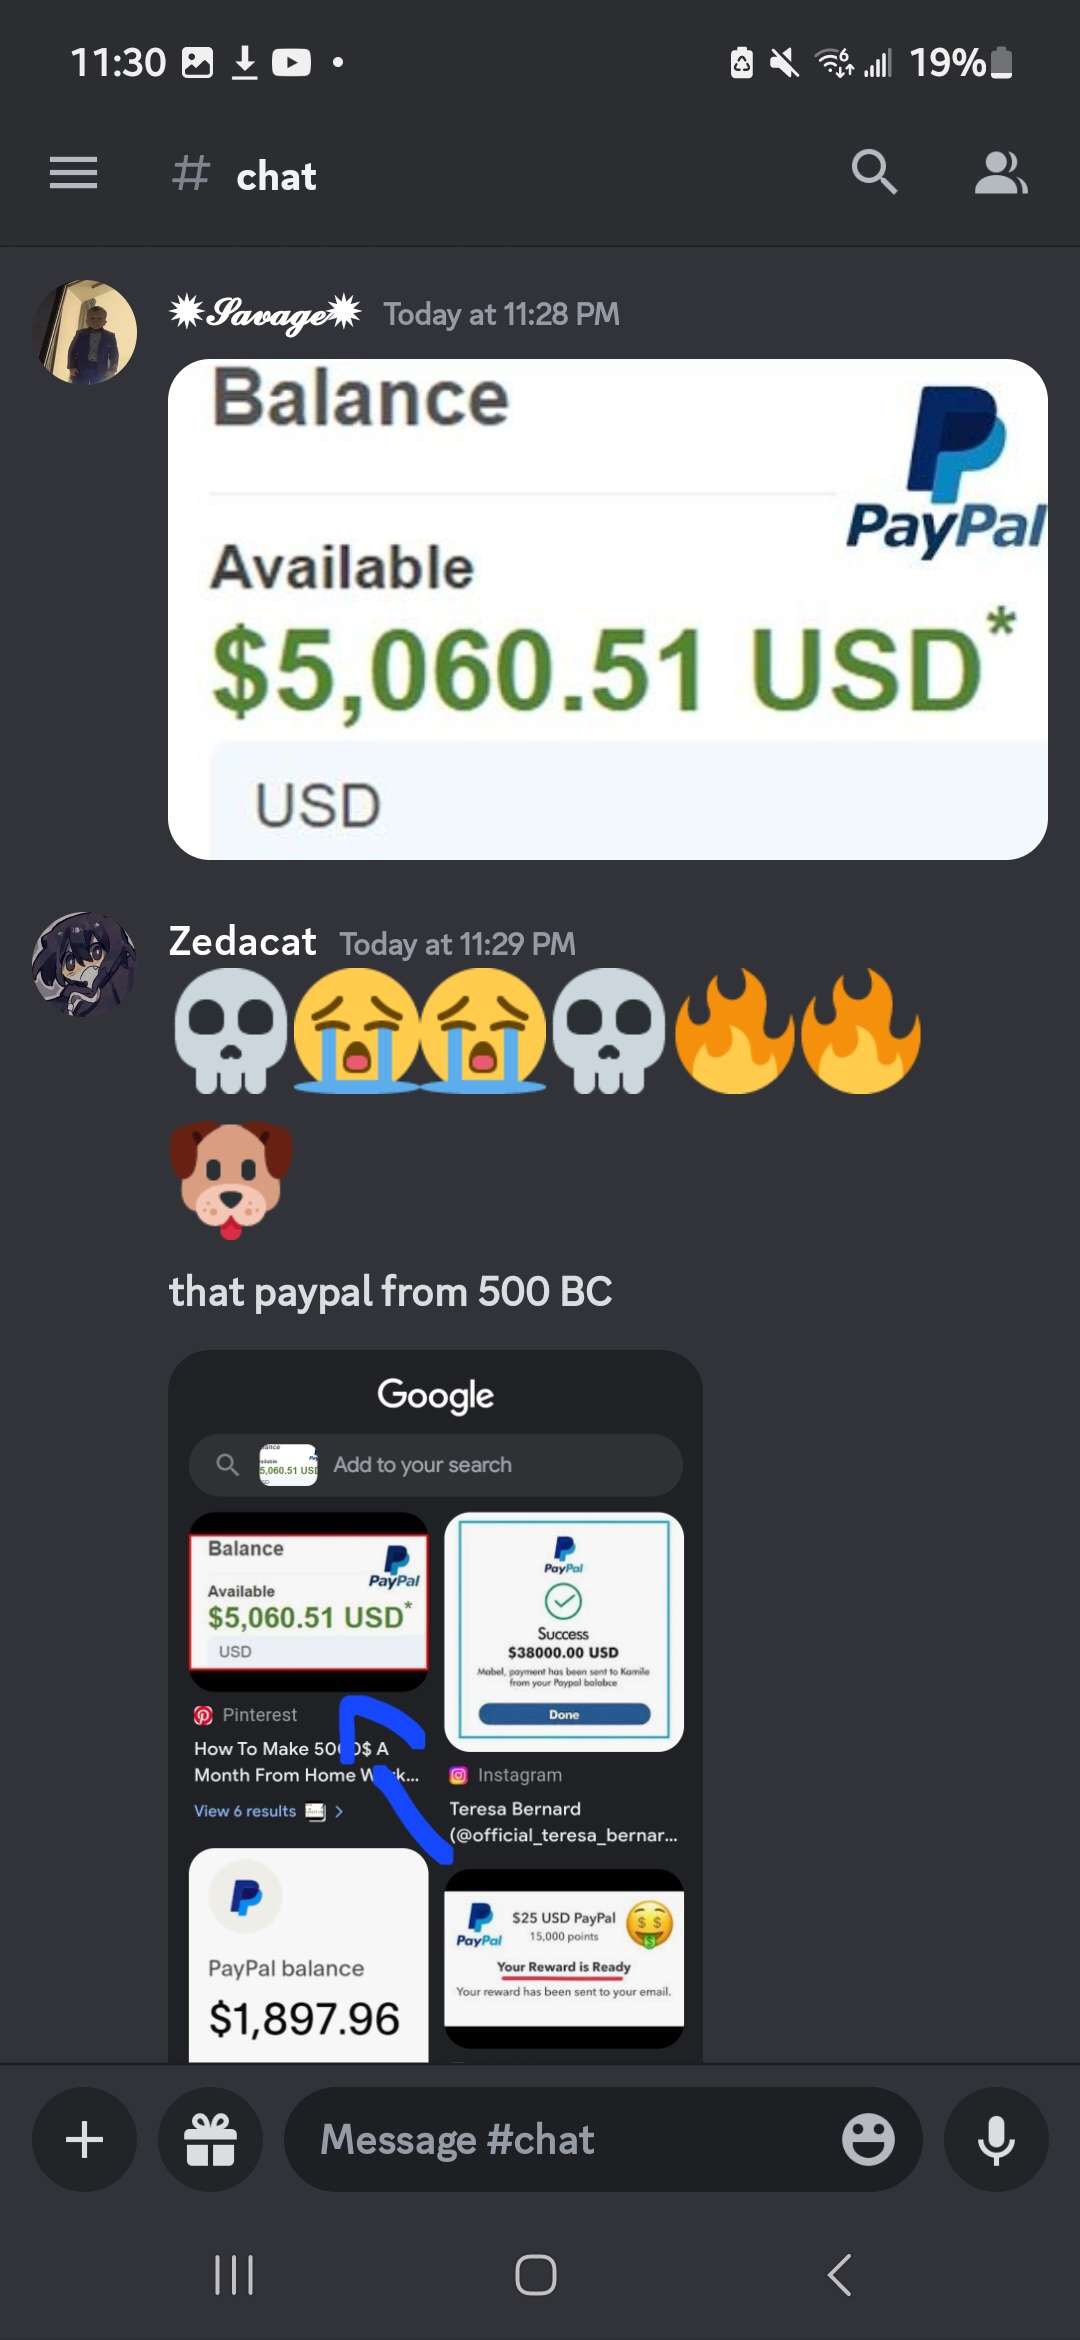 11:30 19%
# chat
Savage Today at 11:28 PM
Balance
PayPal
Available
$5,060.51 USD*
USD
Zedacat Today at 11:29 PM
that paypal from 500 BC
Google
5,060.51 USD Add to your search
Balance
PayPal
Available
$5,060.51 USD*
USD
Pinterest
How To Make 5000$ A
Month From Home
View 6 results
PayPal
Success
$38000.00 USD
Mabel, payment has been sent to Kamile
from your Paypal balabce
Done
Instagram
Teresa Bernard
(@official_teresa_bernar...
PayPal balance
$1,897.96
PayPal
$25 USD PayPal
15,000 points
Your Reward is Ready
Your reward has been sent to your email.
Message #chat